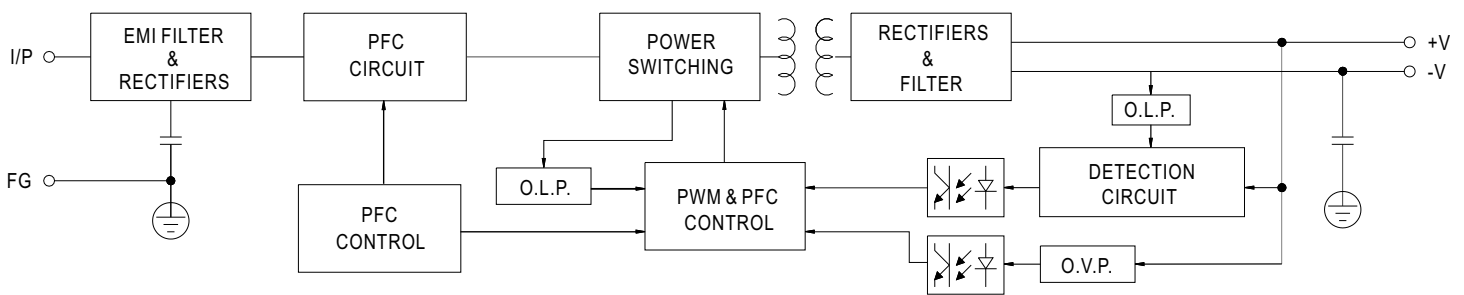 I/P
EMI FILTER
&
RECTIFIERS
PFC
CIRCUIT
POWER
SWITCHING
RECTIFIERS
&
FILTER
+V
-V
O.L.P.
FG
PFC
CONTROL
O.L.P.
PWM & PFC
CONTROL
DETECTION
CIRCUIT
O.V.P.